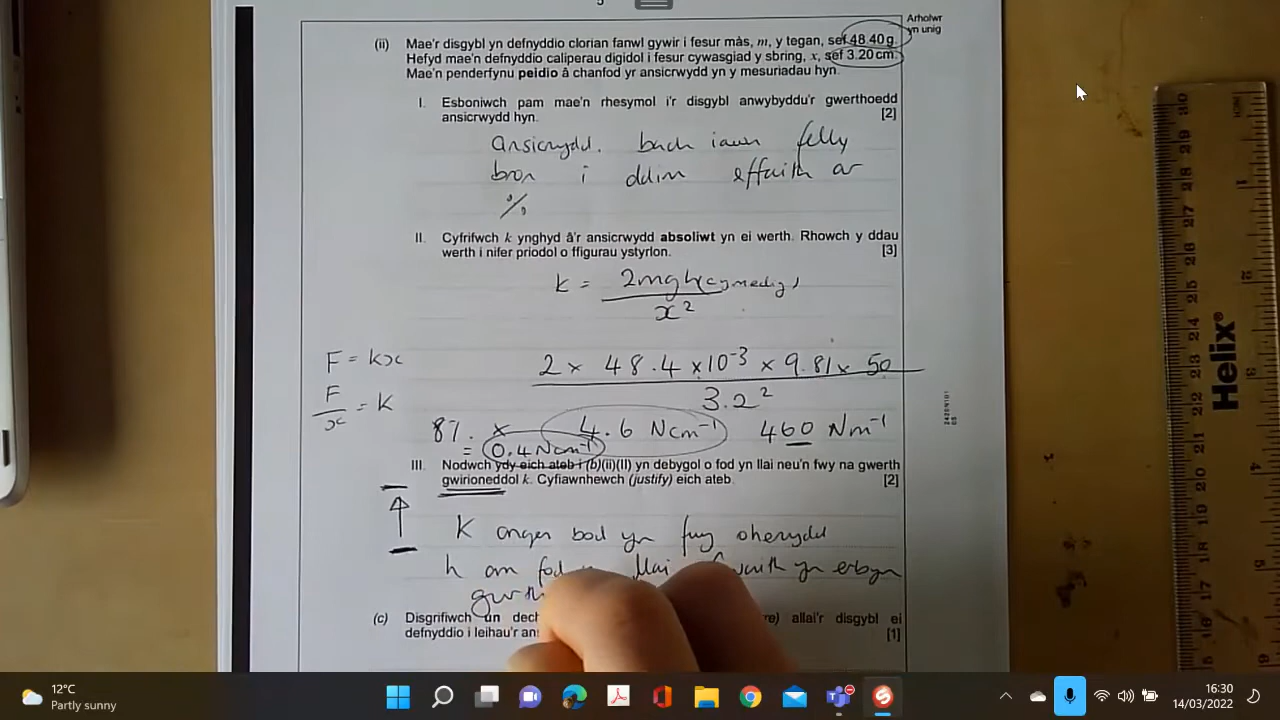 Arholwr
yn unig
(ii) Mae'r disgybl yn defnyddio clorian fanwl gywir i fesur màs, m, y tegan, sef 48.40 g.
Hefyd mae'n defnyddio caliperau digidol i fesur cywasgiad y sbring, x, sef 3.20 cm.
Mae'n penderfynu peidio â chanfod yr ansicrwydd yn y mesuriadau hyn.
I. Esboniwch pam mae'n rhesymol i'r disgybl anwybyddu'r gwerthoedd
ansicrwydd hyn. [2]
Ansicrwydd. bach iawn felly
bron i ddim effaith ar
%
II. Cyfrifwch k ynghyd â'r ansicrwydd absoliwt yn ei werth. Rhowch y ddau
werth i nifer priodol o ffigurau ystyrlon. [3]
k = 2mgh(cymedrig)
x²
F = kx
2 × 48.4 × 10⁻³ × 9.81 × 50
F/x = k
3.2²
8% × 4.6 Ncm⁻¹ 460 Nm⁻¹
= 0.4 Ncm⁻¹
III. Nodwch ydy eich ateb i (b)(ii)(II) yn debygol o fod yn llai neu'n fwy na gwerth
gwirioneddol k. Cyfiawnhewch (justify) eich ateb. [2]
K angen bod yn fwy oherwydd
h am fod llai yn erbyn
(c) Disgrifiwch un allai'r disgybl ei
defnyddio i leihau'r [1]
Helix
12°C
Partly sunny
16:30
14/03/2022